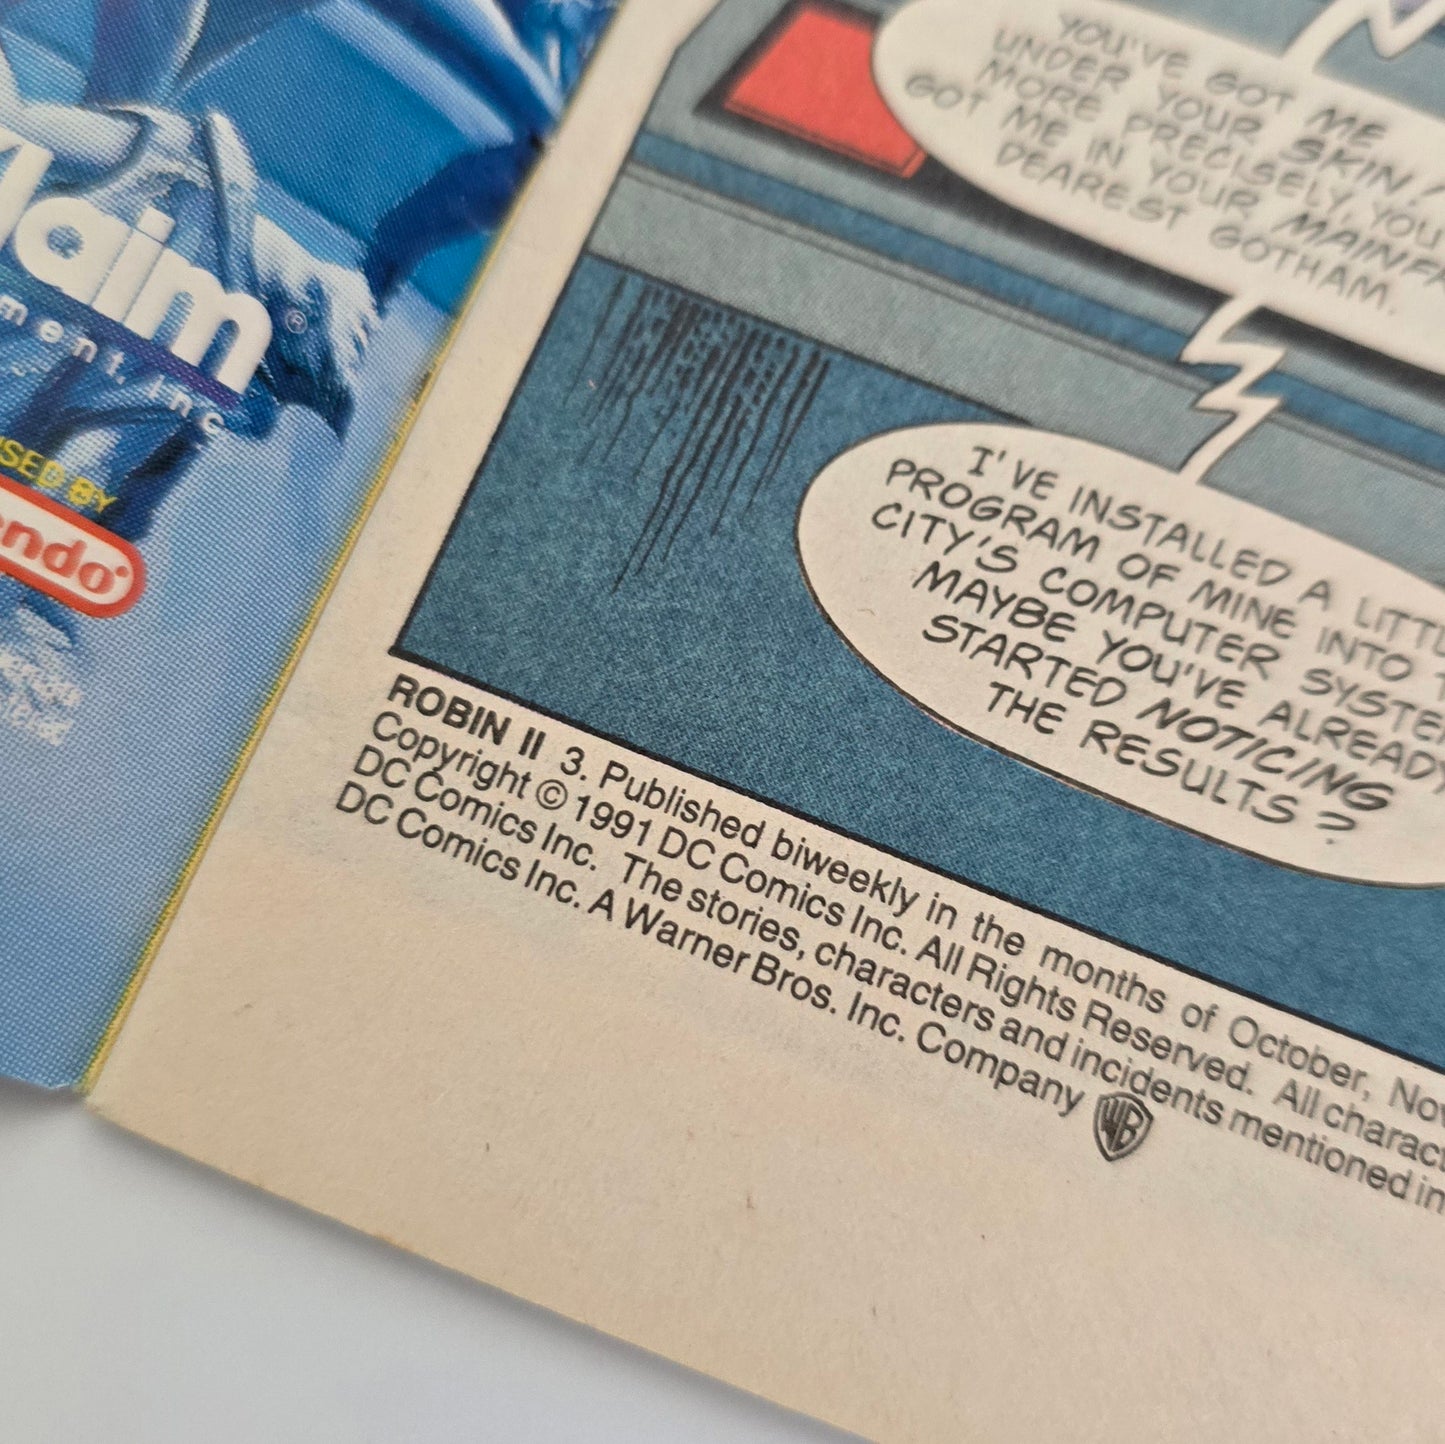 laim®
ment, Inc
SED BY
endo®
YOU'VE GOT ME
UNDER YOUR SKIN!
MORE PRECISELY, YOU
GOT ME IN YOUR MAINF
DEAREST GOTHAM.
I'VE INSTALLED A LITTL
PROGRAM OF MINE INTO T
CITY'S COMPUTER SYSTE
MAYBE YOU'VE ALREADY
STARTED NOTICING
THE RESULTS?
ROBIN II 3. Published biweekly in the months of October, Nov
Copyright © 1991 DC Comics Inc. All Rights Reserved. All charact
DC Comics Inc. The stories, characters and incidents mentioned in
DC Comics Inc. A Warner Bros. Inc. Company WB